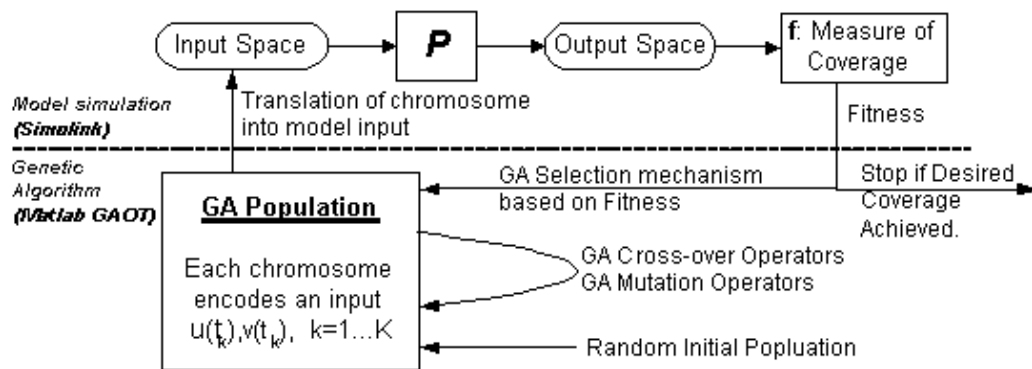 Input Space
P
Output Space
f: Measure of
Coverage
Model simulation
(Simulink)
Translation of chromosome
into model input
Fitness
Genetic
Algorithm
(Matlab GAOT)
GA Population
Each chromosome
encodes an input
u(tk),v(tk), k=1...K
GA Selection mechanism
based on Fitness
Stop if Desired
Coverage
Achieved.
GA Cross-over Operators
GA Mutation Operators
Random Initial Popluation